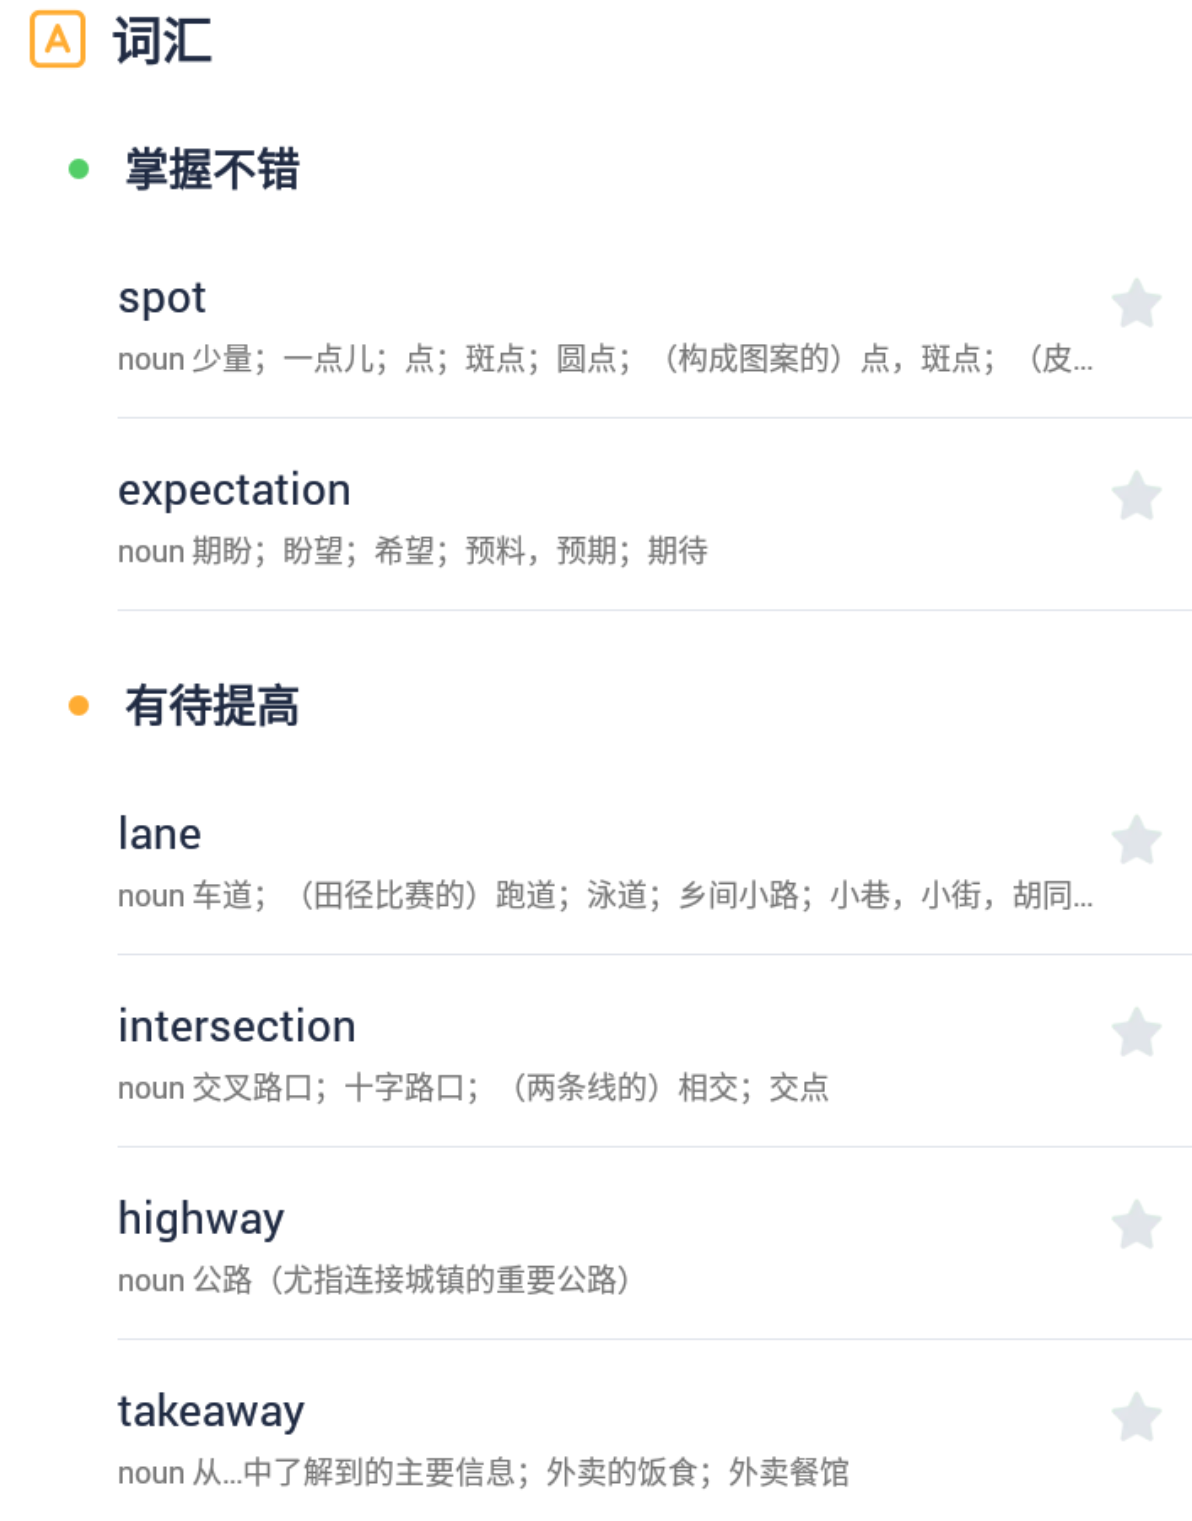 A 词汇
掌握不错
spot
noun 少量；一点儿；点；斑点；圆点；（构成图案的）点，斑点；（皮...
expectation
noun 期盼；盼望；希望；预料，预期；期待
有待提高
lane
noun 车道；（田径比赛的）跑道；泳道；乡间小路；小巷，小街，胡同...
intersection
noun 交叉路口；十字路口；（两条线的）相交；交点
highway
noun 公路（尤指连接城镇的重要公路）
takeaway
noun 从...中了解到的主要信息；外卖的饭食；外卖餐馆